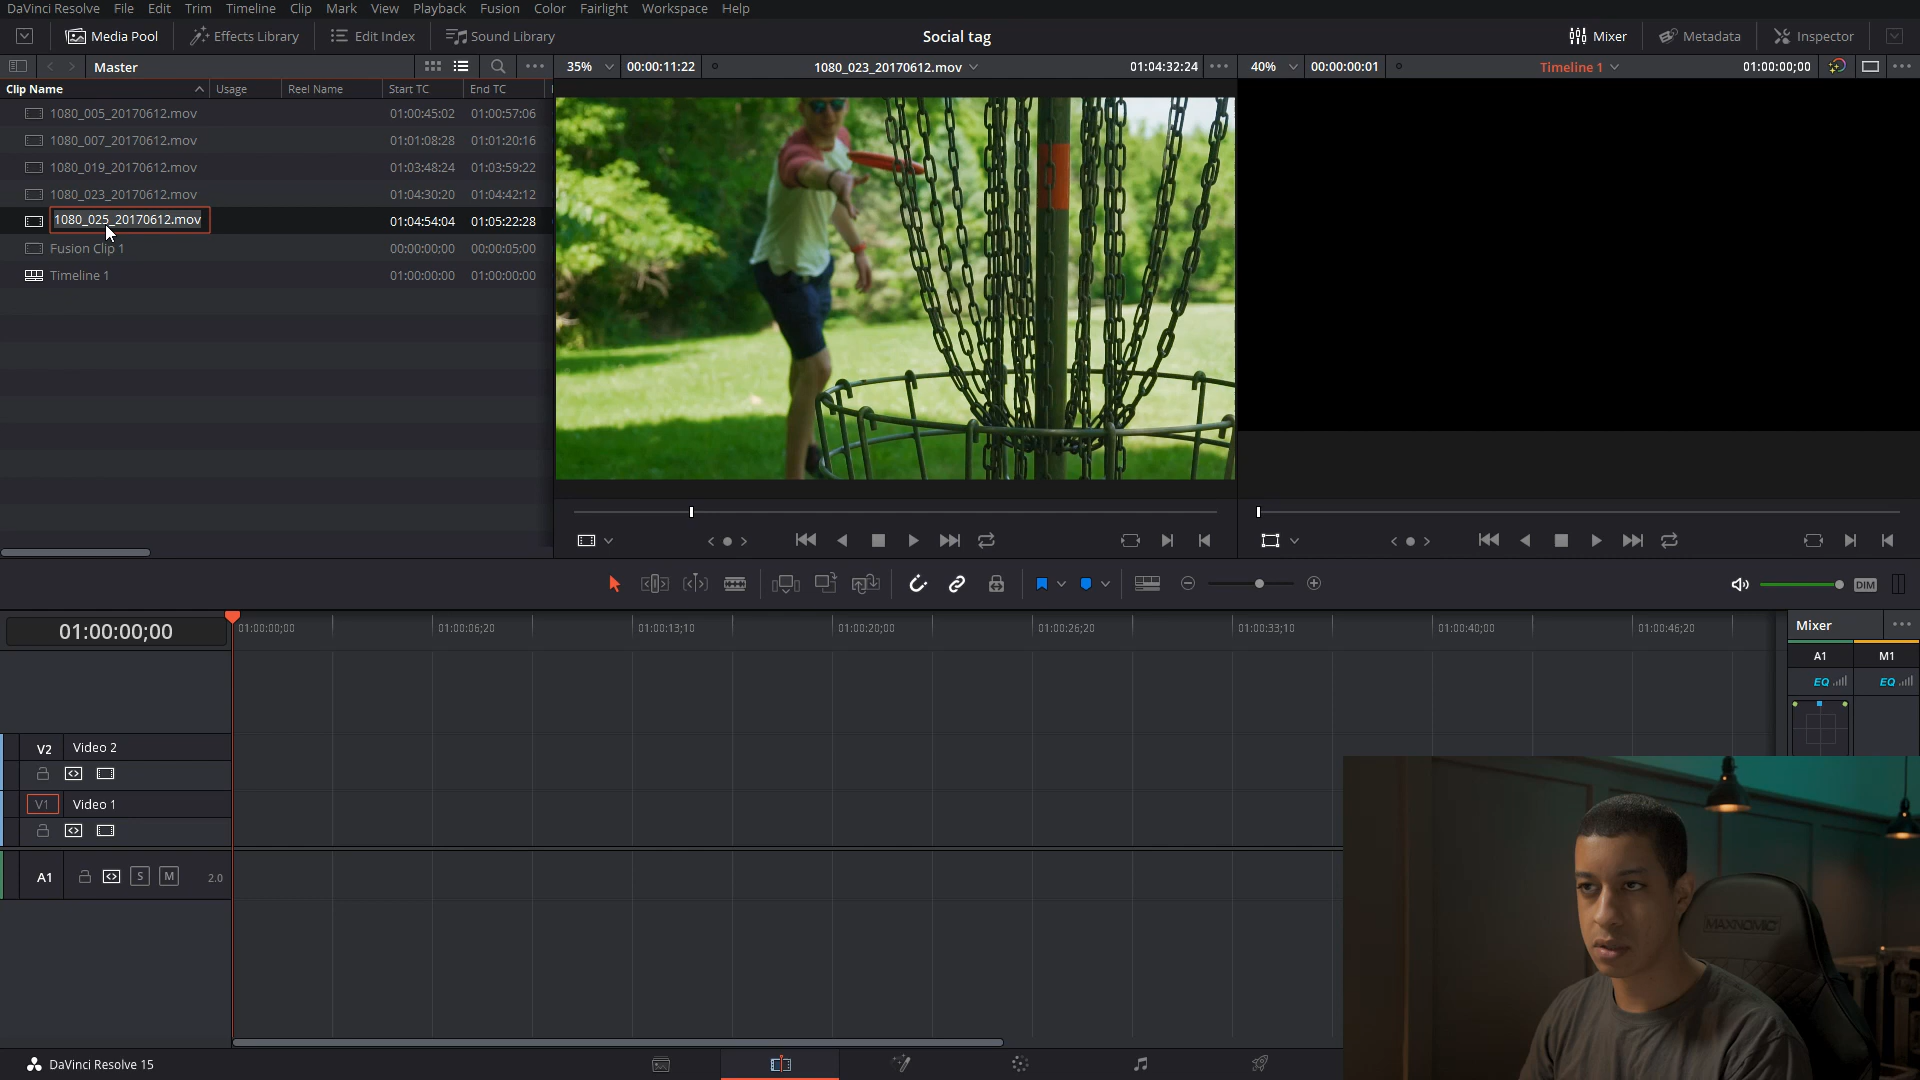 DaVinci Resolve File Edit Trim Timeline Clip Mark View Playback Fusion Color Fairlight Workspace Help
Media Pool Effects Library Edit Index Sound Library Social tag Mixer Metadata Inspector
Master 35% 00:00:11:22 1080_023_20170612.mov 01:04:32:24 40% 00:00:00:01 Timeline 1 01:00:00;00
Clip Name Usage Reel Name Start TC End TC
1080_005_20170612.mov 01:00:45:02 01:00:57:06
1080_007_20170612.mov 01:01:08:28 01:01:20:16
1080_019_20170612.mov 01:03:48:24 01:03:59:22
1080_023_20170612.mov 01:04:30:20 01:04:42:12
1080_025_20170612.mov 01:04:54:04 01:05:22:28
Fusion Clip 1 00:00:00;00 00:00:05;00
Timeline 1 01:00:00:00 01:00:00:00
DIM
01:00:00;00 01:00:00;00 01:00:06;20 01:00:13;10 01:00:20;00 01:00:26;20 01:00:33;10 01:00:40;00 01:00:46;20 Mixer
A1 M1
EQ EQ
V2 Video 2
V1 Video 1
A1 S M 2.0
MAXNOMIC
DaVinci Resolve 15